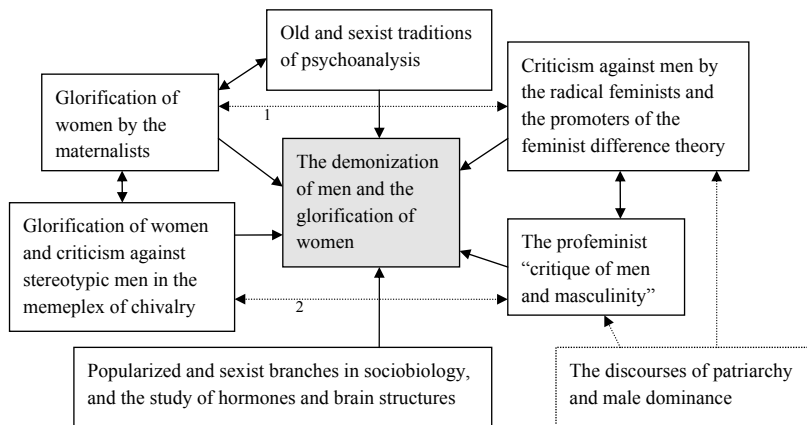 Old and sexist traditions
of psychoanalysis
Glorification of
women by the
maternalists
1
Criticism against men by
the radical feminists and
the promoters of the
feminist difference theory
The demonization
of men and the
glorification of
women
Glorification of women
and criticism against
stereotypic men in the
memeplex of chivalry
2
The profeminist
“critique of men
and masculinity”
Popularized and sexist branches in sociobiology,
and the study of hormones and brain structures
The discourses of patriarchy
and male dominance